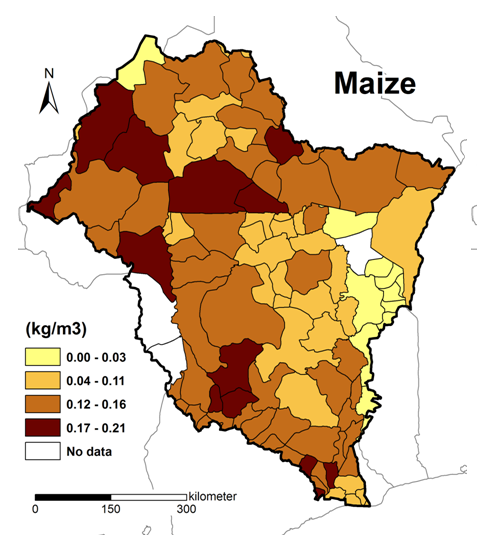 Maize
N
(kg/m3)
0.00 - 0.03
0.04 - 0.11
0.12 - 0.16
0.17 - 0.21
No data
kilometer
0 150 300